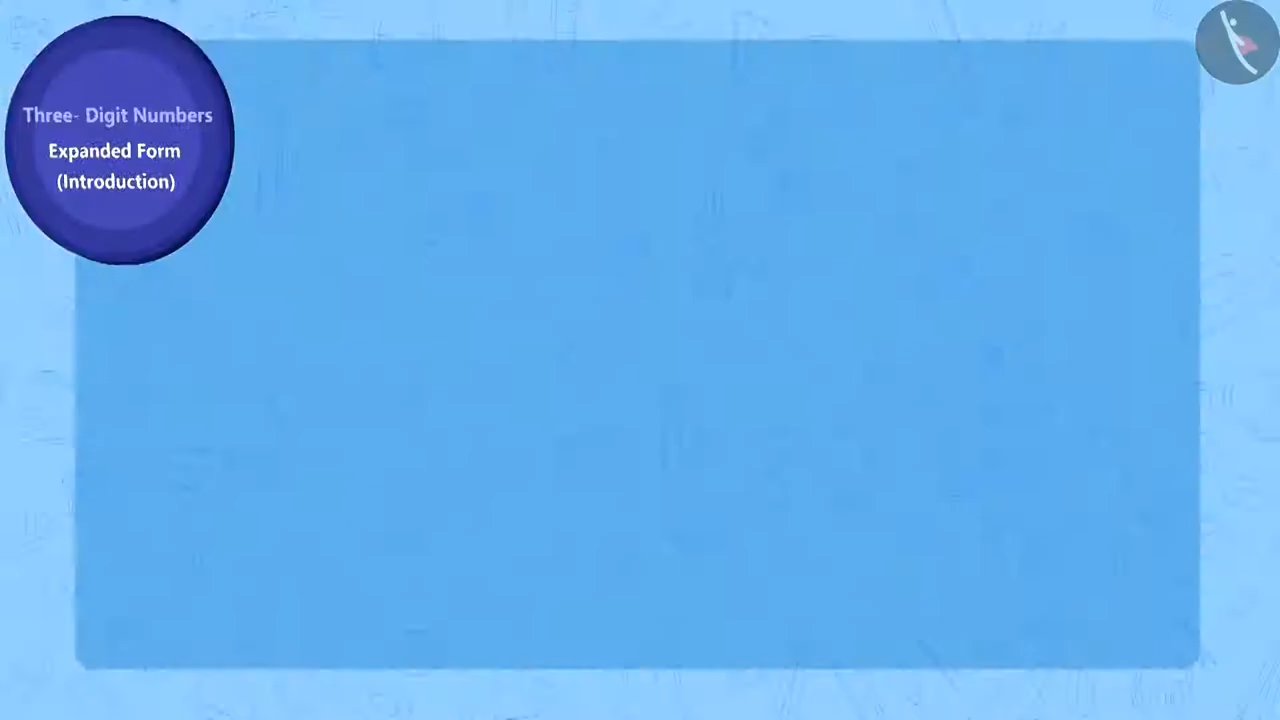 Three- Digit Numbers
Expanded Form
(Introduction)